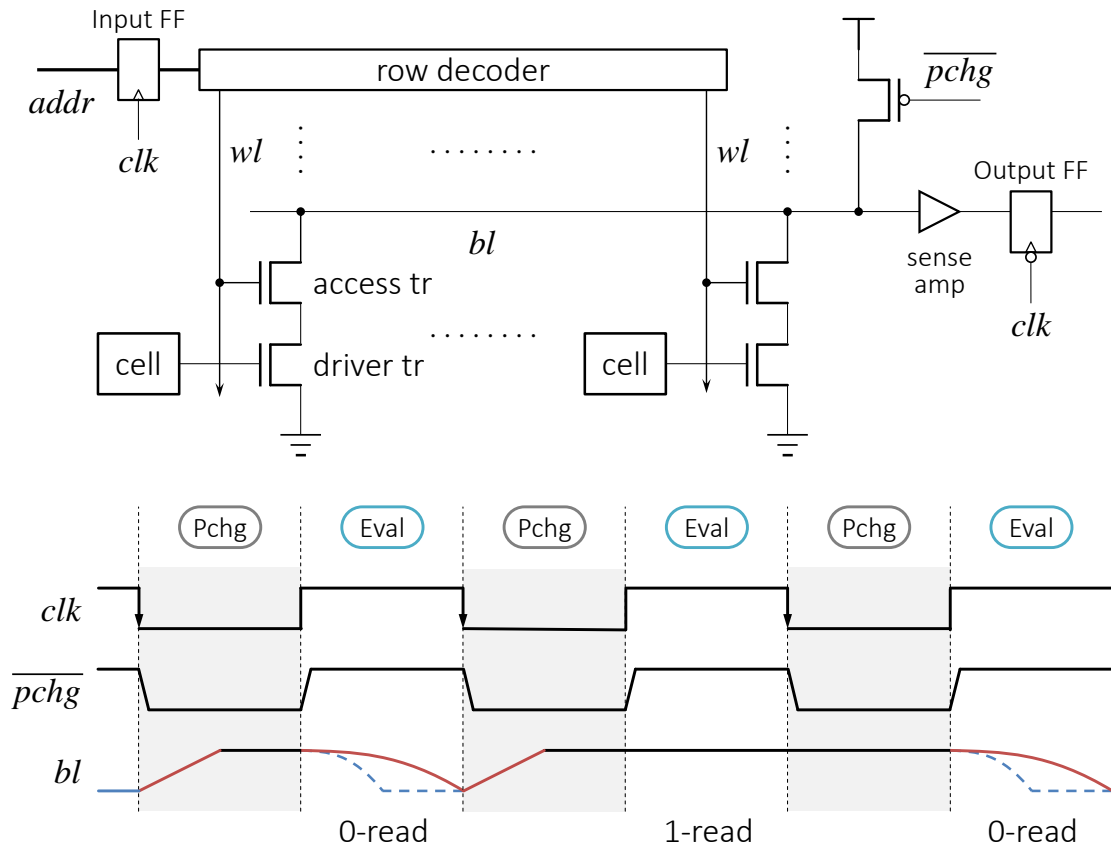 Input FF
row decoder
pchg
addr
clk
wl
wl
Output FF
bl
sense
amp
access tr
clk
cell
driver tr
cell
Pchg
Eval
Pchg
Eval
Pchg
Eval
clk
pchg
bl
0-read
1-read
0-read